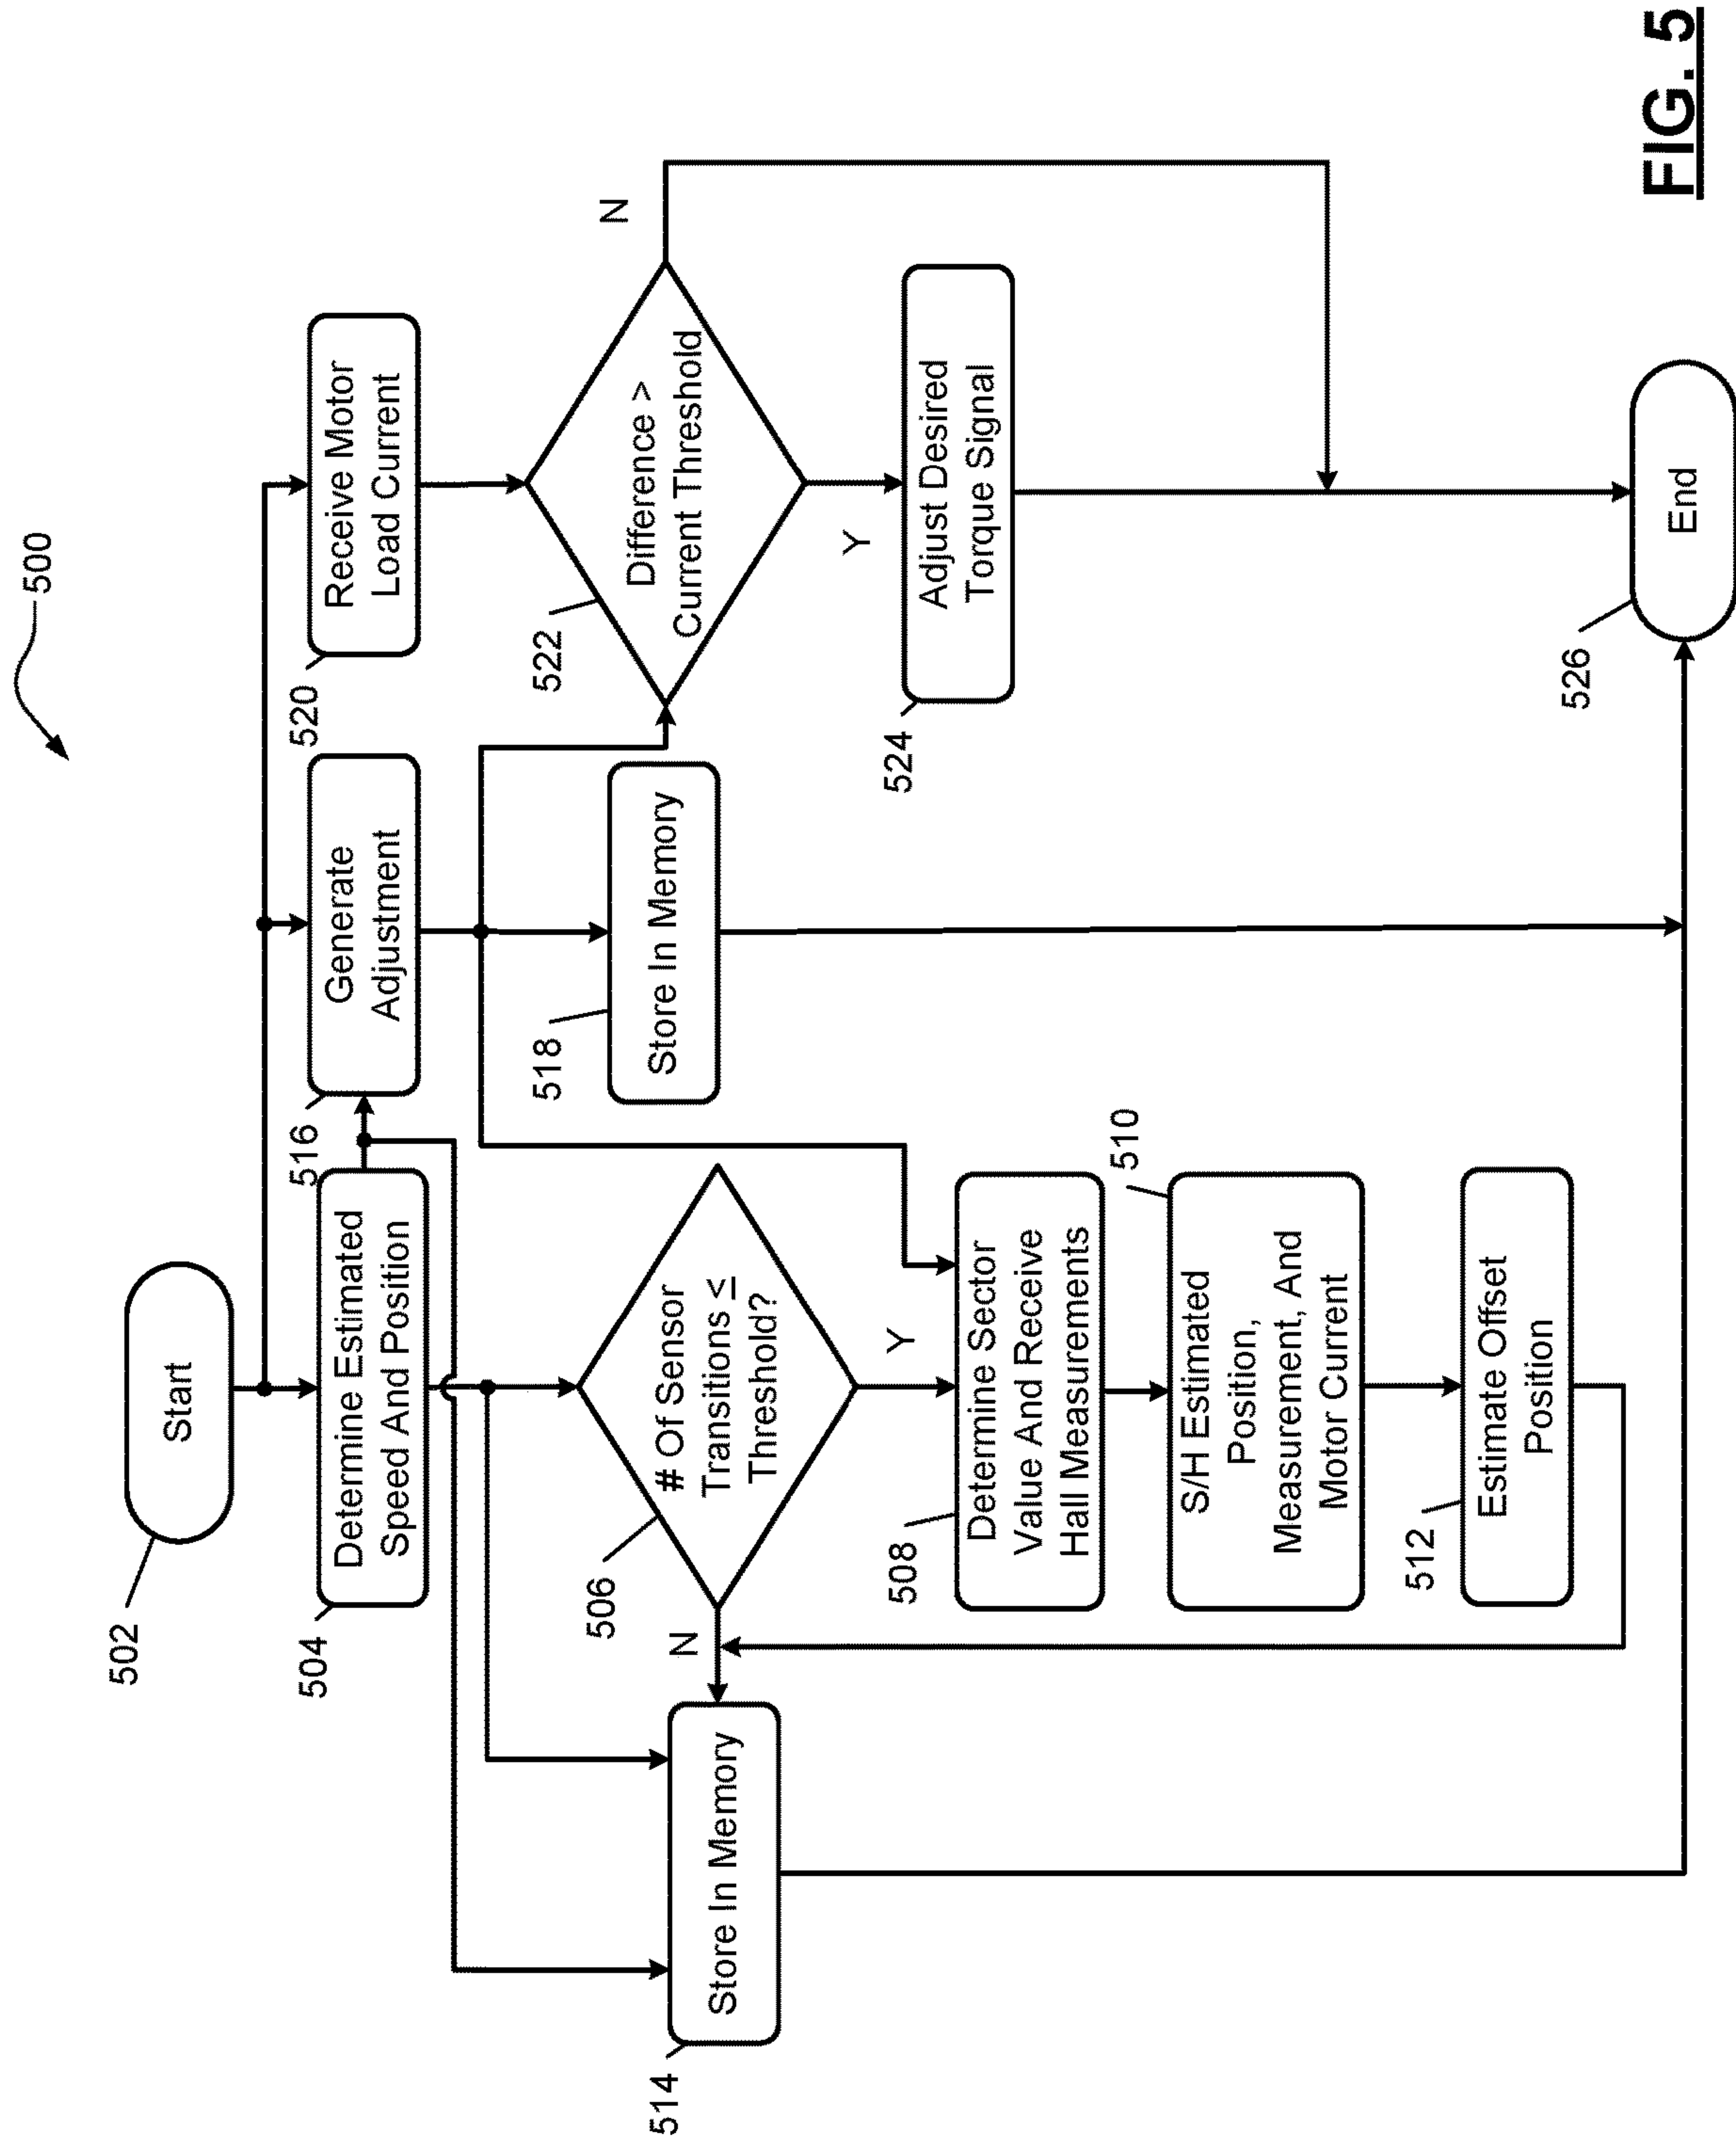 500
502
Start
504
Determine Estimated
Speed And Position
516
Generate
Adjustment
520
Receive Motor
Load Current
506
# Of Sensor
Transitions ≤
Threshold?
N
Y
518
Store In Memory
522
Difference >
Current Threshold
N
Y
514
Store In Memory
508
Determine Sector
Value And Receive
Hall Measurements
524
Adjust Desired
Torque Signal
510
S/H Estimated
Position,
Measurement, And
Motor Current
512
Estimate Offset
Position
526
End
FIG. 5